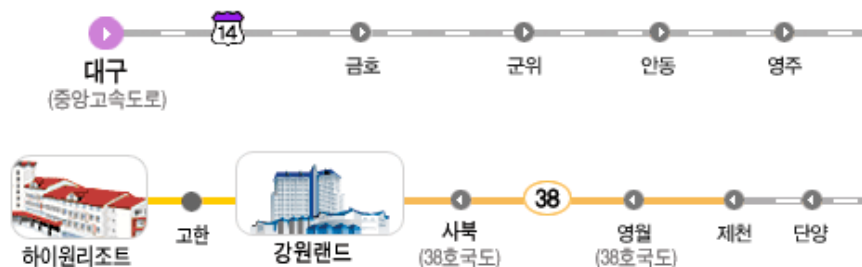 14
대구
(중앙고속도로)
금호
군위
안동
영주
하이원리조트
고한
강원랜드
사북
(38호국도)
38
영월
(38호국도)
제천
단양